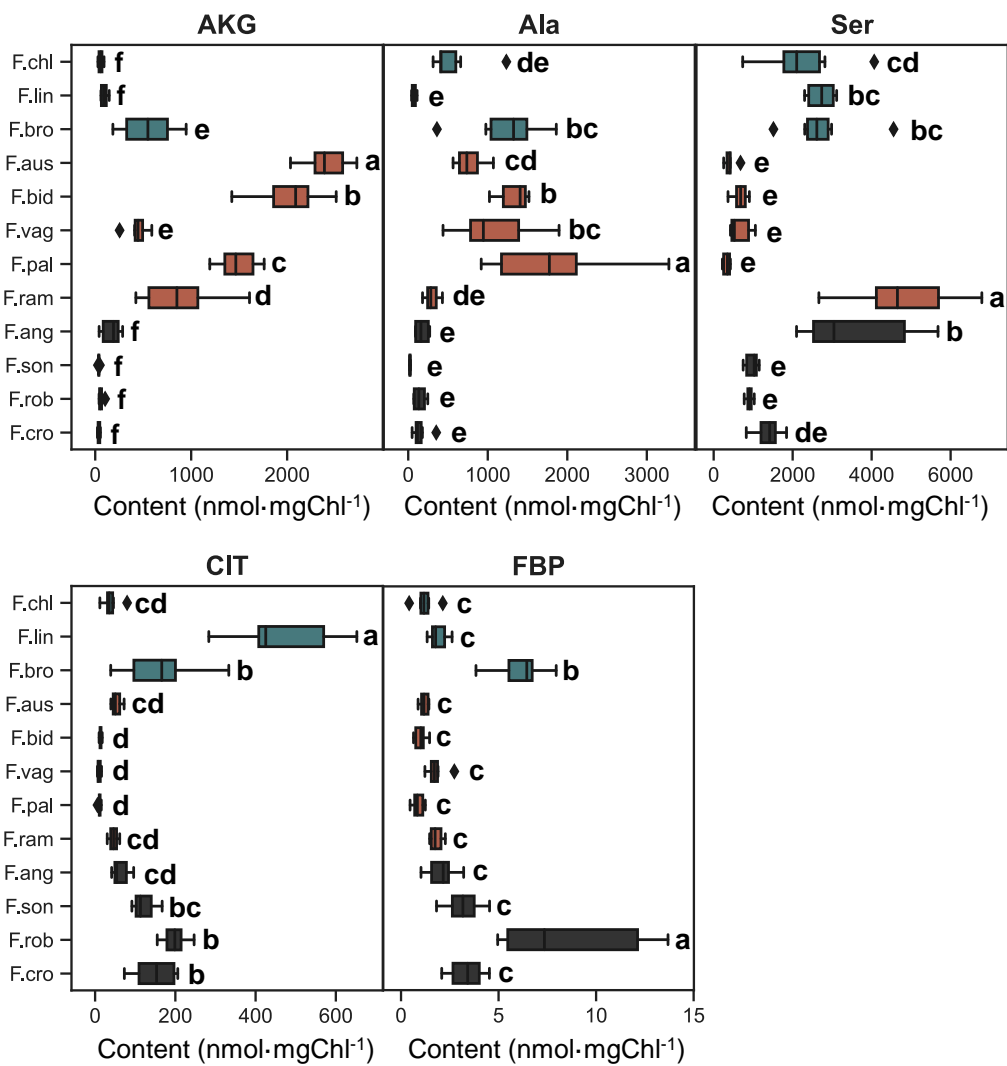 AKG Ala Ser
F.chl f de cd
F.lin f e bc
F.bro e bc bc
F.aus a cd e
F.bid b b e
F.vag e bc e
F.pal c a e
F.ram d de a
F.ang f e b
F.son f e e
F.rob f e e
F.cro f e de
0 1000 2000 0 1000 2000 3000 0 2000 4000 6000
Content (nmol·mgChl⁻¹) Content (nmol·mgChl⁻¹) Content (nmol·mgChl⁻¹)
CIT FBP
F.chl cd c
F.lin a c
F.bro b b
F.aus cd c
F.bid d c
F.vag d c
F.pal d c
F.ram cd c
F.ang cd c
F.son bc c
F.rob b a
F.cro b c
0 200 400 600 0 5 10 15
Content (nmol·mgChl⁻¹) Content (nmol·mgChl⁻¹)